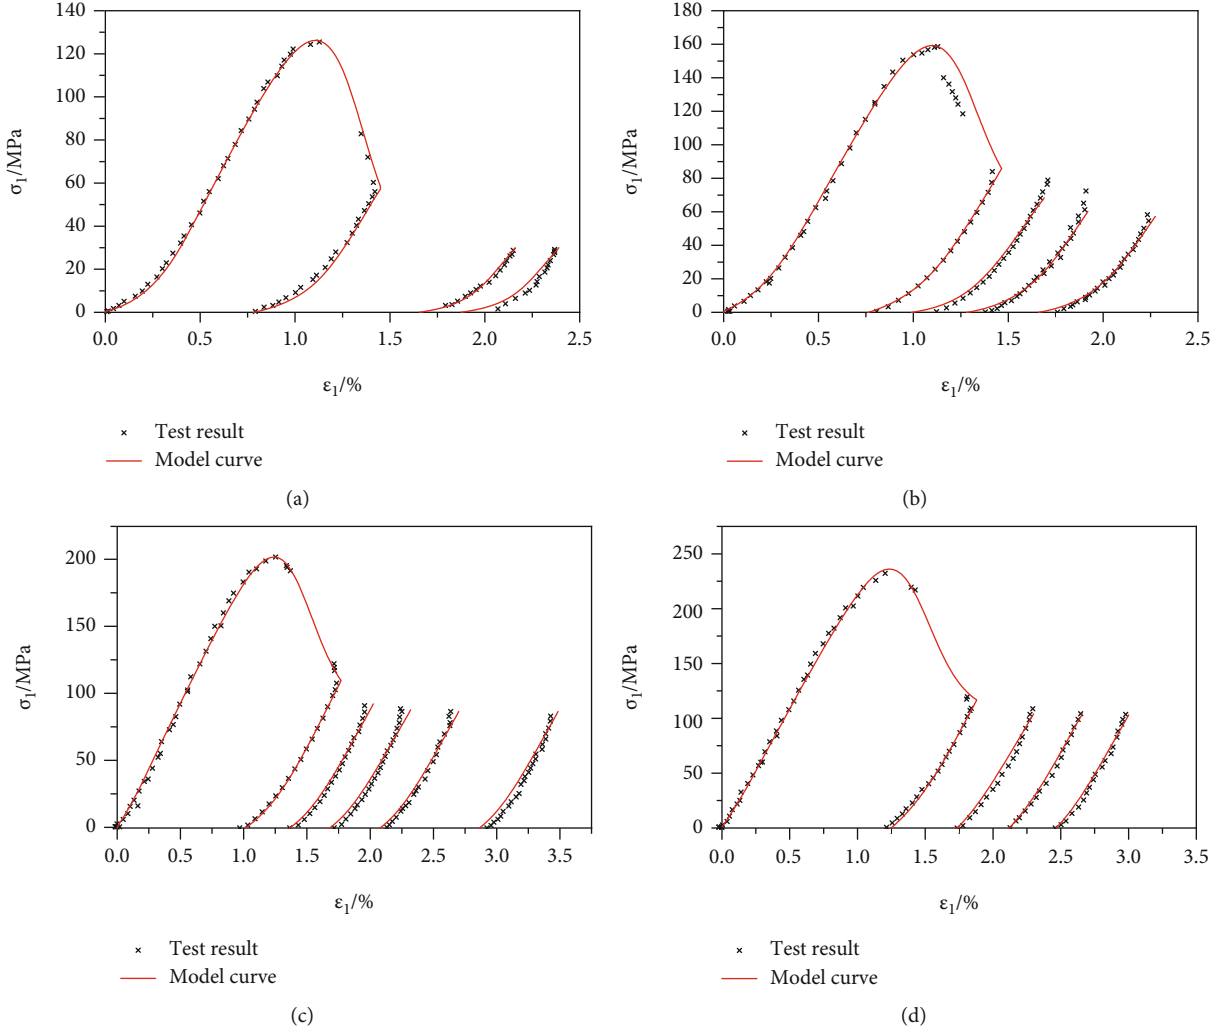 140
120
100
80
60
40
20
0
σ1/MPa
0.0 0.5 1.0 1.5 2.0 2.5
ε1/%
× Test result
Model curve
(a)
180
160
140
120
100
80
60
40
20
0
σ1/MPa
0.0 0.5 1.0 1.5 2.0 2.5
ε1/%
× Test result
Model curve
(b)
200
150
100
50
0
σ1/MPa
0.0 0.5 1.0 1.5 2.0 2.5 3.0 3.5
ε1/%
× Test result
Model curve
(c)
250
200
150
100
50
0
σ1/MPa
0.0 0.5 1.0 1.5 2.0 2.5 3.0 3.5
ε1/%
× Test result
Model curve
(d)